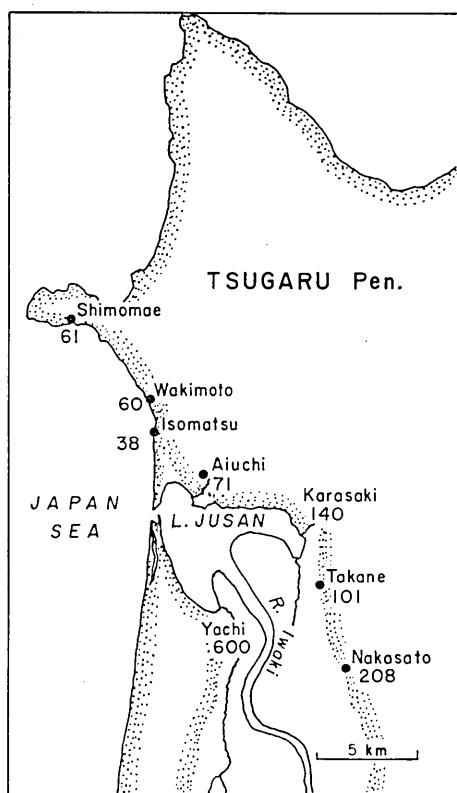 TSUGARU Pen.
Shimomae
61
Wakimoto
60
Isomatsu
38
Aiuchi
71
JAPAN
SEA
L. JUSAN
Karasaki
140
Takane
101
R. Iwaki
Yachi
600
Nakasato
208
5 km